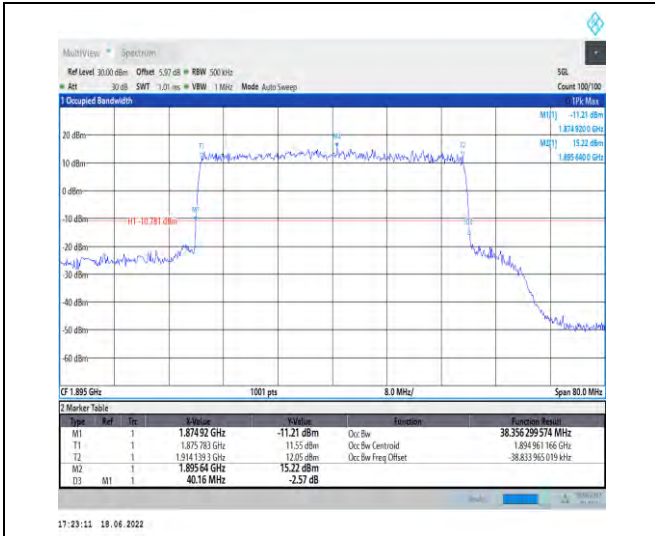 MultiView Spectrum
Ref Level 30.00 dBm Offset 5.97 dB RBW 500 kHz SGL
Att 30 dB SWT 1.01 ms VBW 1 MHz Mode Auto Sweep Count 100/100
1 Occupied Bandwidth 1Pk Max
M1[1] -11.21 dBm
1.874 920 0 GHz
M2[1] 15.22 dBm
1.895 640 0 GHz
20 dBm
M2
T1
T2
10 dBm
0 dBm
M1
-10 dBm
H1 -10.781 dBm
D3
-20 dBm
-30 dBm
-40 dBm
-50 dBm
-60 dBm
CF 1.895 GHz 1001 pts 8.0 MHz/ Span 80.0 MHz
2 Marker Table
Type Ref Trc X-Value Y-Value Function Function Result
M1 1 1.874 92 GHz -11.21 dBm Occ Bw 38.356 299 574 MHz
T1 1 1.875 783 GHz 11.55 dBm Occ Bw Centroid 1.894 961 166 GHz
T2 1 1.914 139 3 GHz 12.05 dBm Occ Bw Freq Offset -38.833 965 019 kHz
M2 1 1.895 64 GHz 15.22 dBm
D3 M1 1 40.16 MHz -2.57 dB
17:23:11 18.06.2022